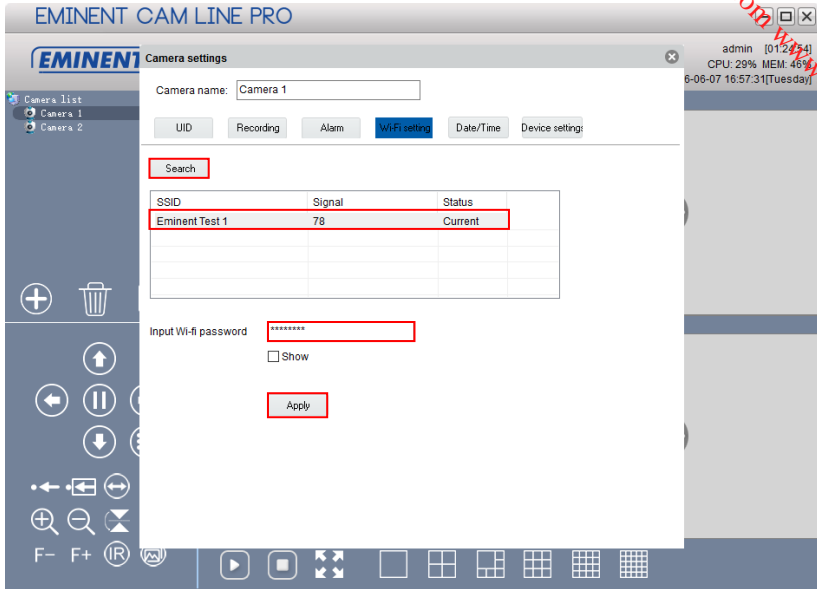 EMINENT CAM LINE PRO
om www.
EMINENT
admin [01:24:54]
CPU: 29% MEM: 46%
6-06-07 16:57:31[Tuesday]
Camera settings
Camera name: Camera 1
Camera list
Camera 1
Camera 2
UID Recording Alarm Wi-Fi setting Date/Time Device settings
Search
SSID Signal Status
Eminent Test 1 78 Current
Input Wi-fi password ********
Show
Apply
F- F+ IR